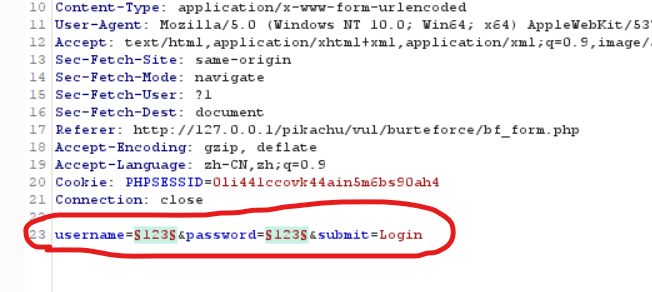 10 Content-Type: application/x-www-form-urlencoded
11 User-Agent: Mozilla/5.0 (Windows NT 10.0; Win64; x64) AppleWebKit/537
12 Accept: text/html,application/xhtml+xml,application/xml;q=0.9,image/
13 Sec-Fetch-Site: same-origin
14 Sec-Fetch-Mode: navigate
15 Sec-Fetch-User: ?1
16 Sec-Fetch-Dest: document
17 Referer: http://127.0.0.1/pikachu/vul/burteforce/bf_form.php
18 Accept-Encoding: gzip, deflate
19 Accept-Language: zh-CN,zh;q=0.9
20 Cookie: PHPSESSID=0li441ccovk44ain5m6bs90ah4
21 Connection: close
22
23 username=§123§&password=§123§&submit=Login